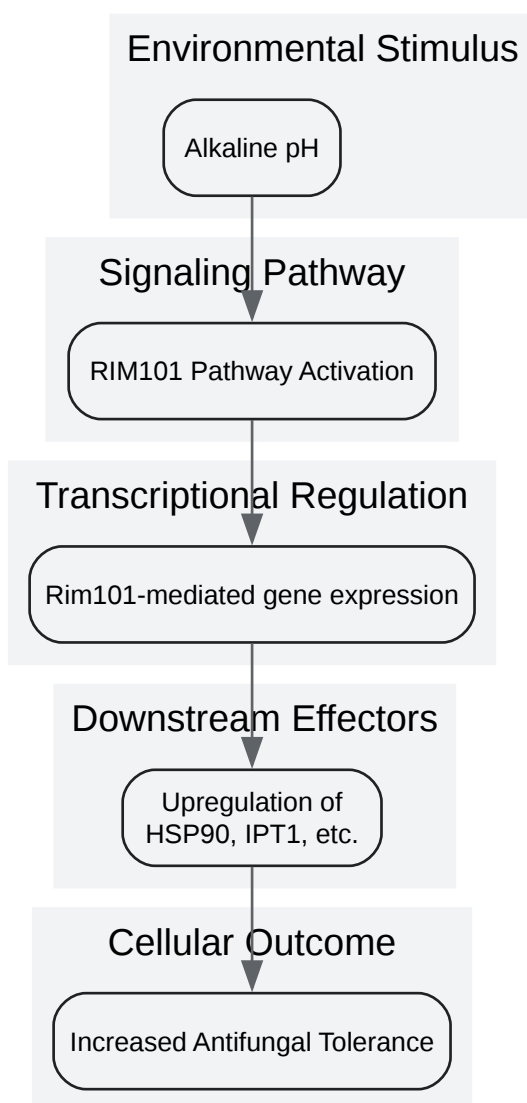 Environmental Stimulus
Alkaline pH
Signaling Pathway
RIM101 Pathway Activation
Transcriptional Regulation
Rim101-mediated gene expression
Downstream Effectors
Upregulation of
HSP90, IPT1, etc.
Cellular Outcome
Increased Antifungal Tolerance